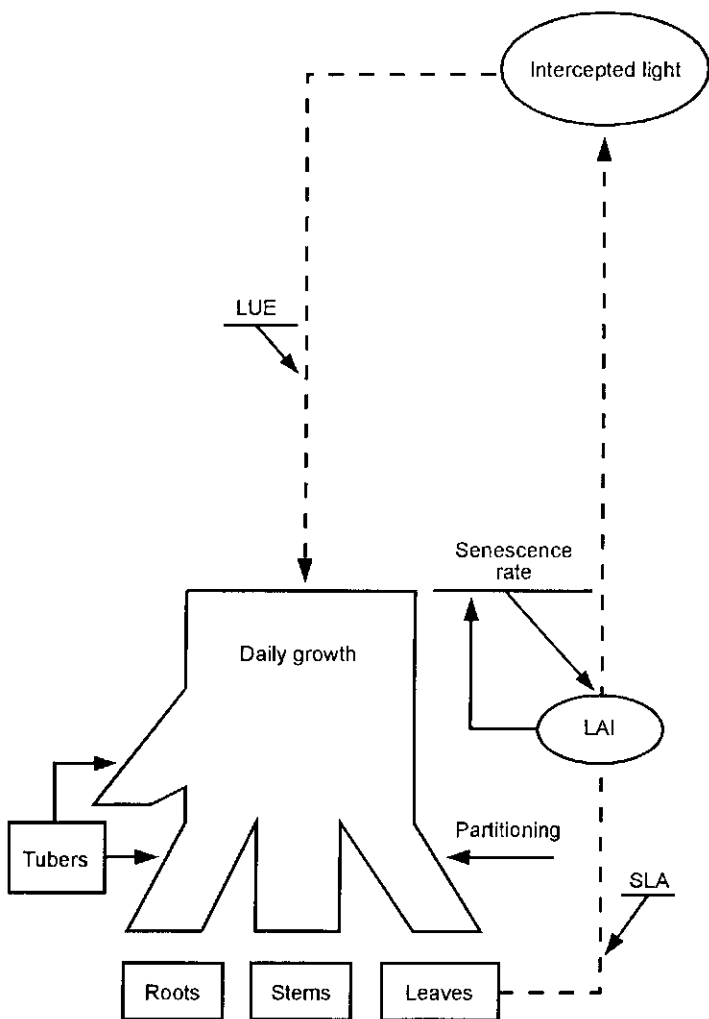 Intercepted light
LUE
Senescence
rate
Daily growth
LAI
Partitioning
Tubers
SLA
Roots
Stems
Leaves